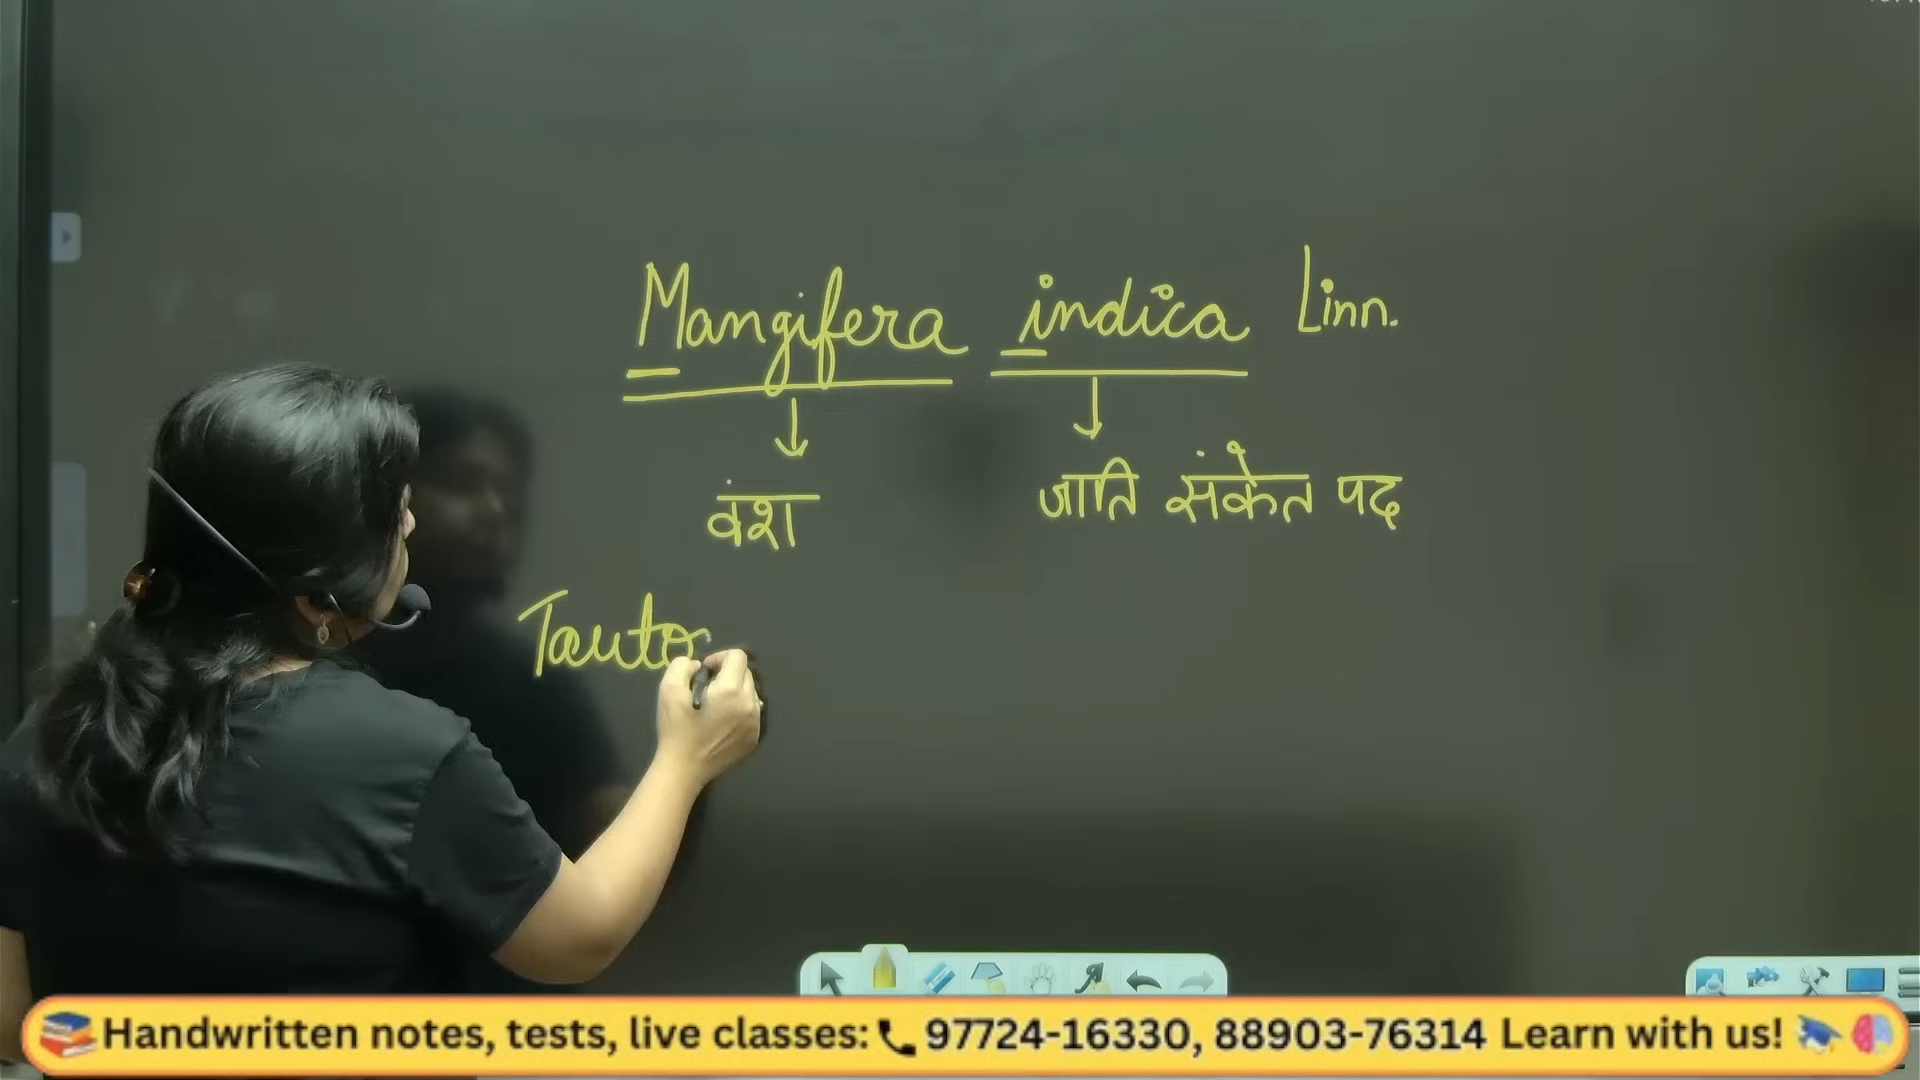 Mangifera indica Linn.
वंश जाति संकेत पद
Tauto
Handwritten notes, tests, live classes: 97724-16330, 88903-76314 Learn with us!